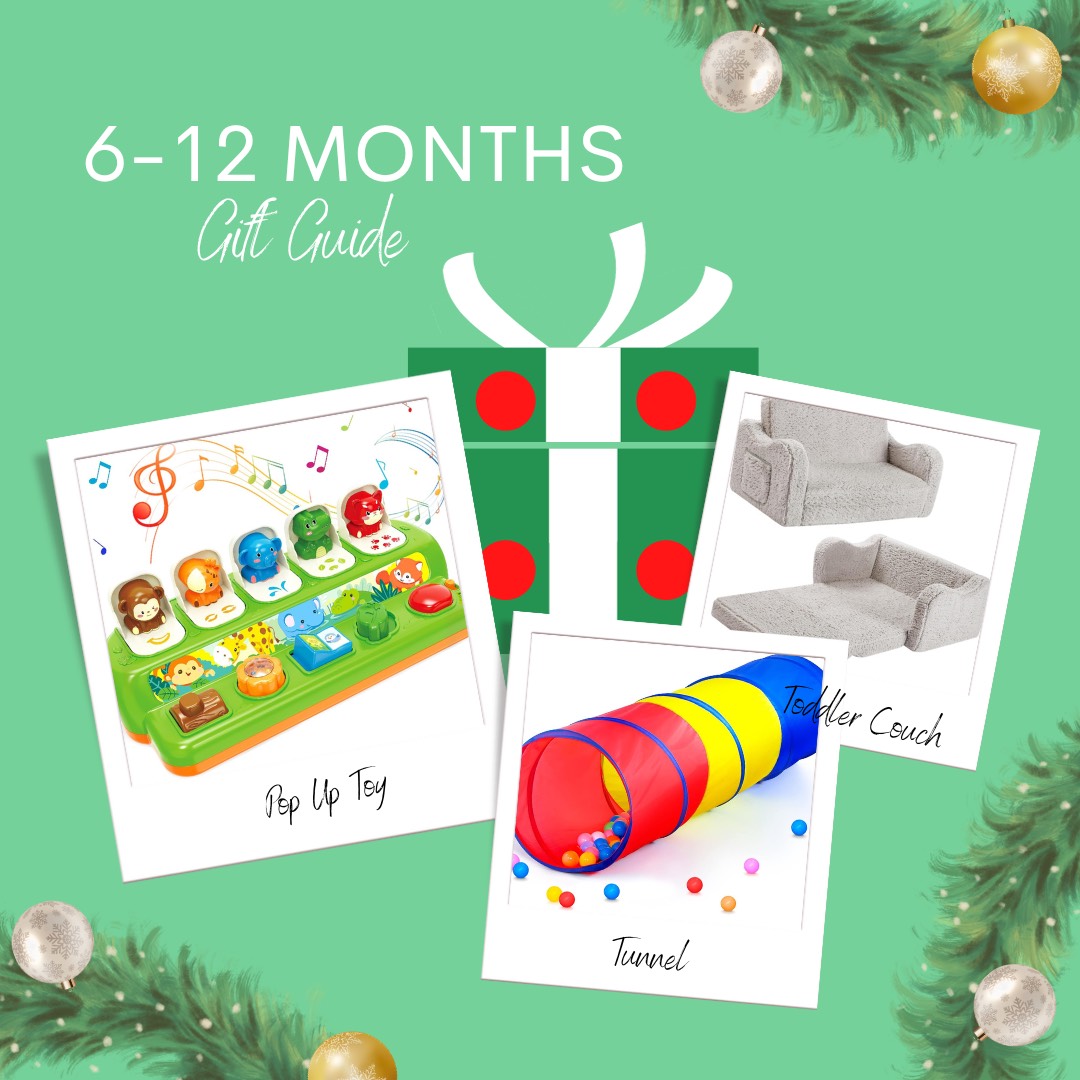 6-12 MONTHS
Gift Guide
Toddler Couch
Pop Up Toy
Tunnel